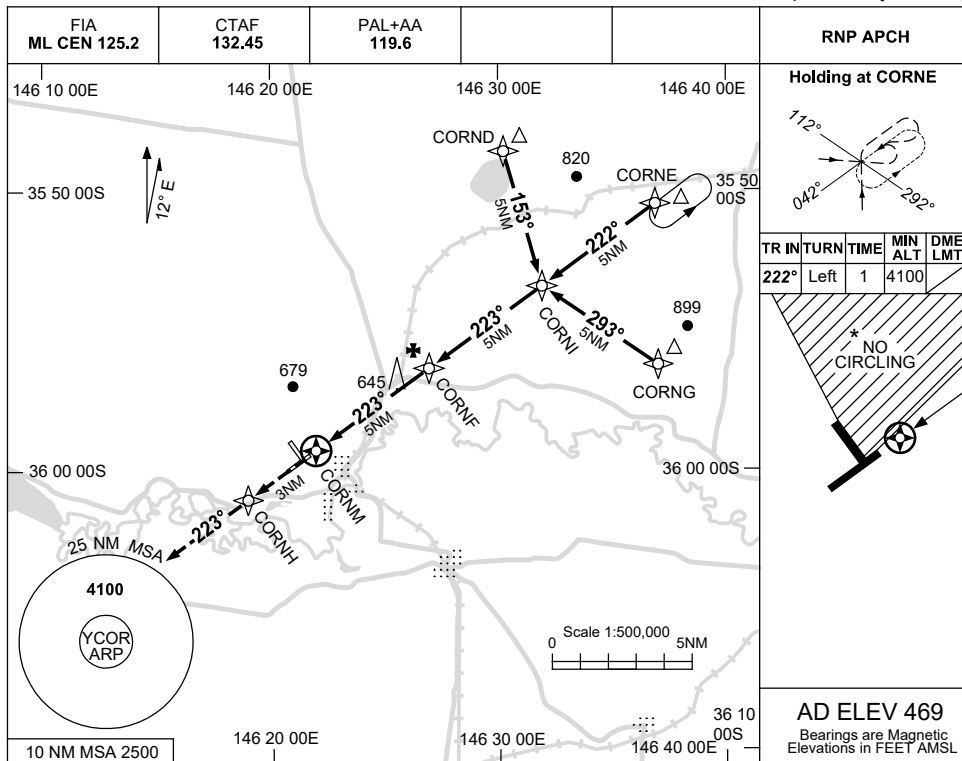 FIA
ML CEN 125.2
CTAF
132.45
PAL+AA
119.6
RNP APCH
146 10 00E
146 20 00E
146 30 00E
146 40 00E
Holding at CORNE
112°
042°
292°
TR IN
TURN
TIME
MIN ALT
DME LMT
222°
Left
1
4100
* NO
CIRCLING
12° E
35 50 00S
35 50
00S
CORND
820
CORNE
153°
5NM
222°
5NM
CORNI
293°
5NM
899
CORNG
223°
5NM
CORNF
679
645
223°
5NM
CORNM
36 00 00S
36 00 00S
3NM
CORNH
223°
25 NM MSA
4100
YCOR
ARP
Scale 1:500,000
0
5NM
36 10
00S
10 NM MSA 2500
146 20 00E
146 30 00E
146 40 00E
AD ELEV 469
Bearings are Magnetic
Elevations in FEET AMSL